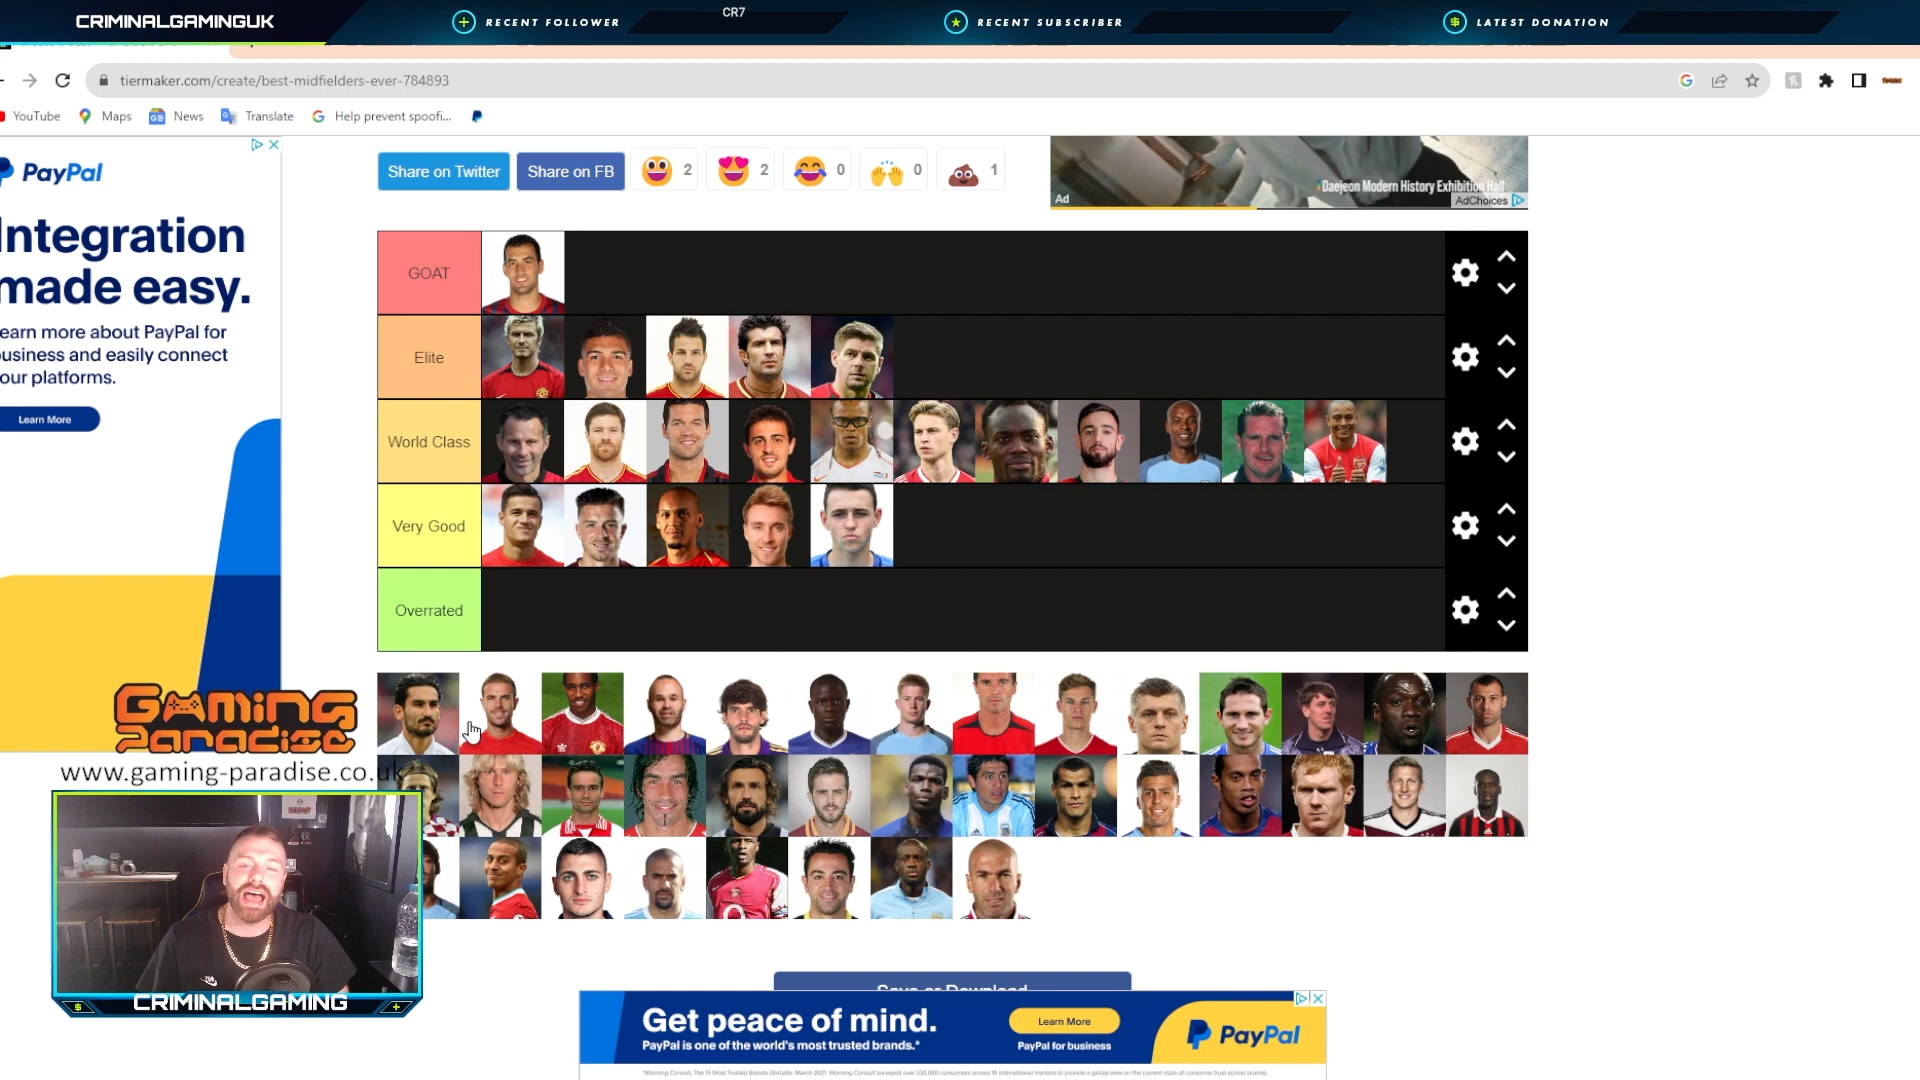 CRIMINALGAMINGUK
RECENT FOLLOWER
CR7
RECENT SUBSCRIBER
LATEST DONATION
tiermaker.com/create/best-midfielders-ever-784893
YouTube
Maps
News
Translate
Help prevent spoofi...
PayPal
Integration
made easy.
earn more about PayPal for
business and easily connect
our platforms.
Learn More
Share on Twitter
Share on FB
2
2
0
0
1
Daejeon Modern History Exhibition Hall
Ad
AdChoices
GOAT
Elite
World Class
Very Good
Overrated
GAMING
PARADISE
www.gaming-paradise.co.uk
CRIMINALGAMING
Save or Download
Get peace of mind.
PayPal is one of the world's most trusted brands.*
Learn More
PayPal for business
PayPal